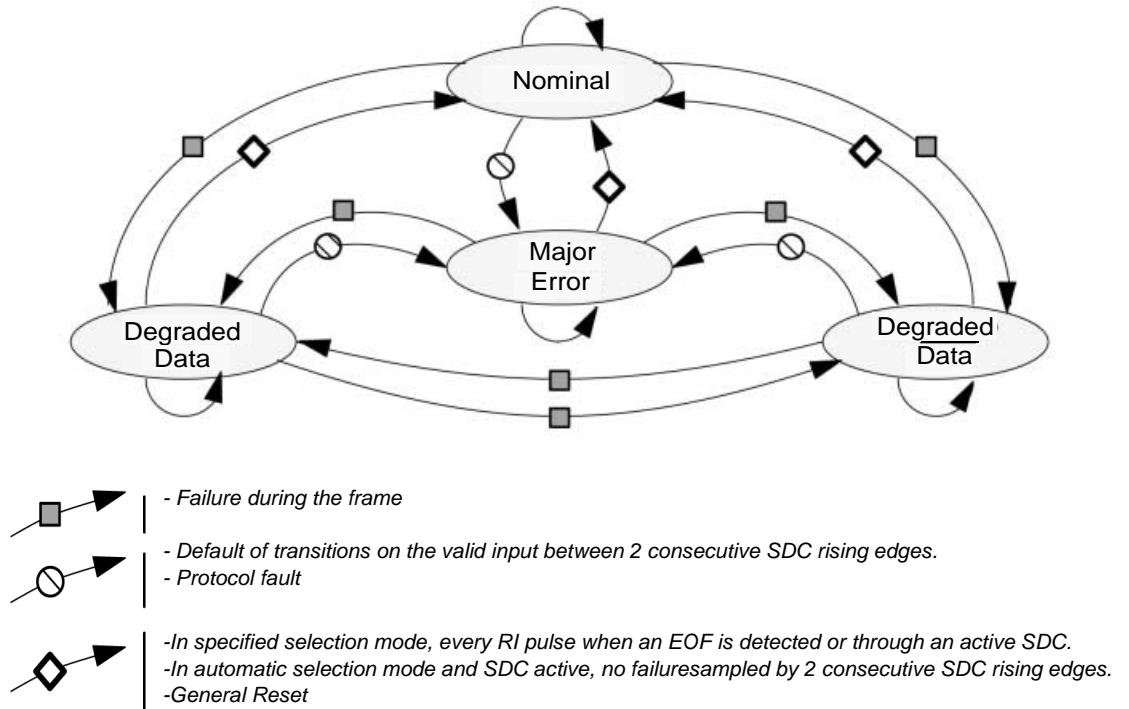 Nominal
Major
Error
Degraded
Data
Degraded
Data
- Failure during the frame
- Default of transitions on the valid input between 2 consecutive SDC rising edges.
- Protocol fault
-In specified selection mode, every RI pulse when an EOF is detected or through an active SDC.
-In automatic selection mode and SDC active, no failuresampled by 2 consecutive SDC rising edges.
-General Reset